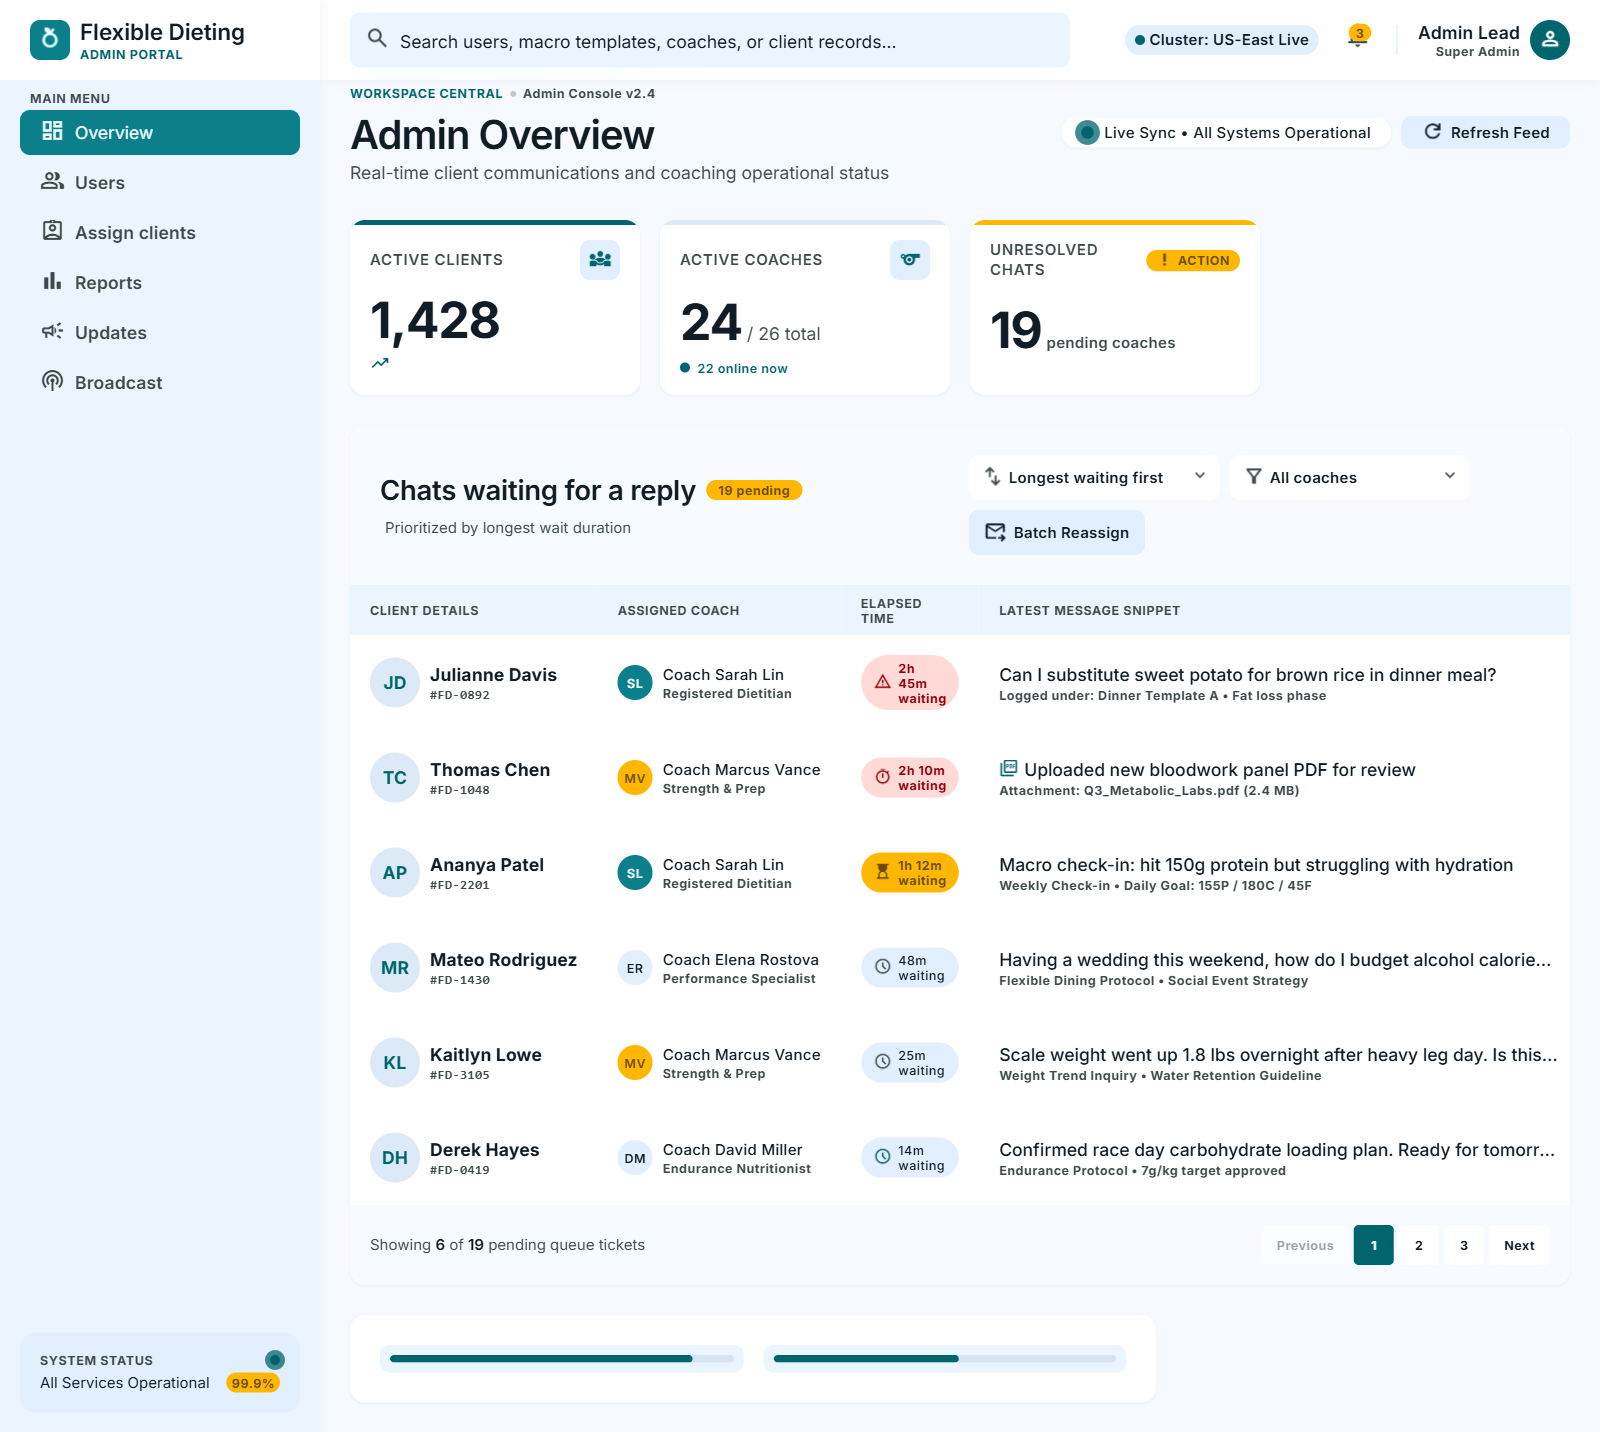 Flexible Dieting
ADMIN PORTAL
Search users, macro templates, coaches, or client records...
Cluster: US-East Live
3
Admin Lead
Super Admin
MAIN MENU
Overview
Users
Assign clients
Reports
Updates
Broadcast
SYSTEM STATUS
All Services Operational
99.9%
WORKSPACE CENTRAL • Admin Console v2.4
Admin Overview
Real-time client communications and coaching operational status
Live Sync • All Systems Operational
Refresh Feed
ACTIVE CLIENTS
1,428
ACTIVE COACHES
24 / 26 total
22 online now
UNRESOLVED
CHATS
ACTION
19 pending coaches
Chats waiting for a reply
19 pending
Prioritized by longest wait duration
Longest waiting first
All coaches
Batch Reassign
CLIENT DETAILS
ASSIGNED COACH
ELAPSED
TIME
LATEST MESSAGE SNIPPET
JD
Julianne Davis
#FD-0892
SL
Coach Sarah Lin
Registered Dietitian
2h
45m
waiting
Can I substitute sweet potato for brown rice in dinner meal?
Logged under: Dinner Template A • Fat loss phase
TC
Thomas Chen
#FD-1048
MV
Coach Marcus Vance
Strength & Prep
2h 10m
waiting
PDF
Uploaded new bloodwork panel PDF for review
Attachment: Q3_Metabolic_Labs.pdf (2.4 MB)
AP
Ananya Patel
#FD-2201
SL
Coach Sarah Lin
Registered Dietitian
1h 12m
waiting
Macro check-in: hit 150g protein but struggling with hydration
Weekly Check-in • Daily Goal: 155P / 180C / 45F
MR
Mateo Rodriguez
#FD-1430
ER
Coach Elena Rostova
Performance Specialist
48m
waiting
Having a wedding this weekend, how do I budget alcohol calorie...
Flexible Dining Protocol • Social Event Strategy
KL
Kaitlyn Lowe
#FD-3105
MV
Coach Marcus Vance
Strength & Prep
25m
waiting
Scale weight went up 1.8 lbs overnight after heavy leg day. Is this...
Weight Trend Inquiry • Water Retention Guideline
DH
Derek Hayes
#FD-0419
DM
Coach David Miller
Endurance Nutritionist
14m
waiting
Confirmed race day carbohydrate loading plan. Ready for tomorr...
Endurance Protocol • 7g/kg target approved
Showing 6 of 19 pending queue tickets
Previous
1
2
3
Next